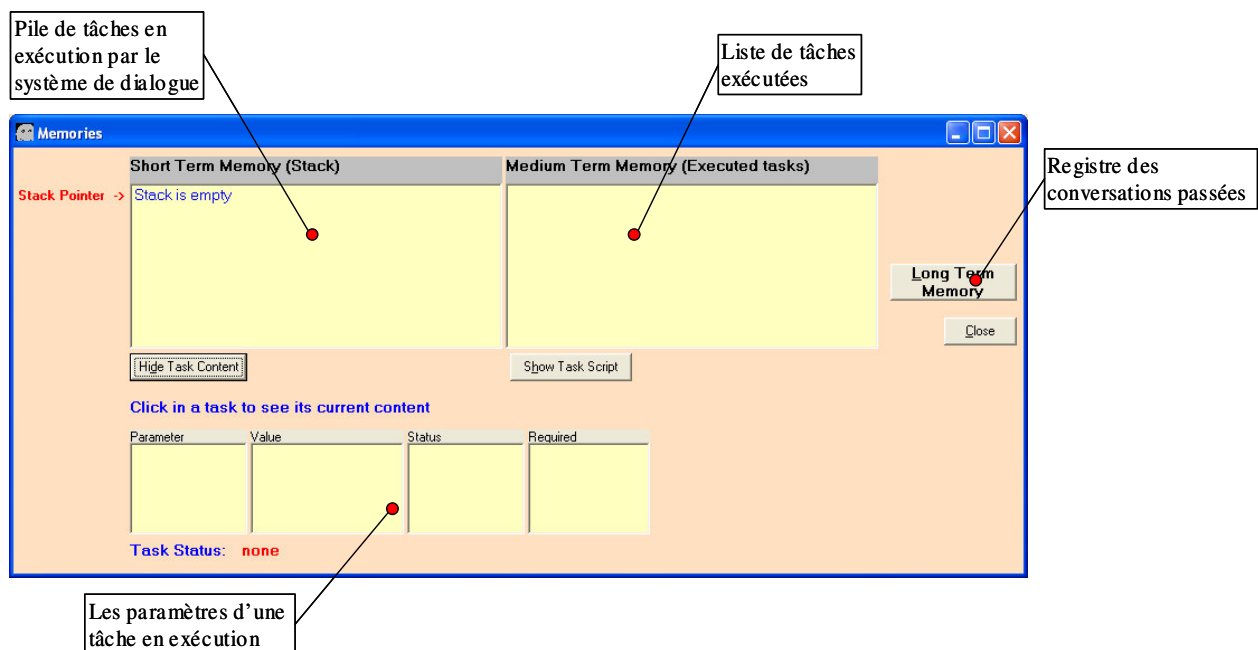 Pile de tâches en
exécution par le
système de dialogue
Liste de tâches
exécutées
Memories
Short Term Memory (Stack)
Medium Term Memory (Executed tasks)
Registre des
conversations passées
Stack Pointer ->
Stack is empty
Long Term
Memory
Close
Hide Task Content
Show Task Script
Click in a task to see its current content
Parameter
Value
Status
Required
Task Status: none
Les paramètres d’une
tâche en exécution